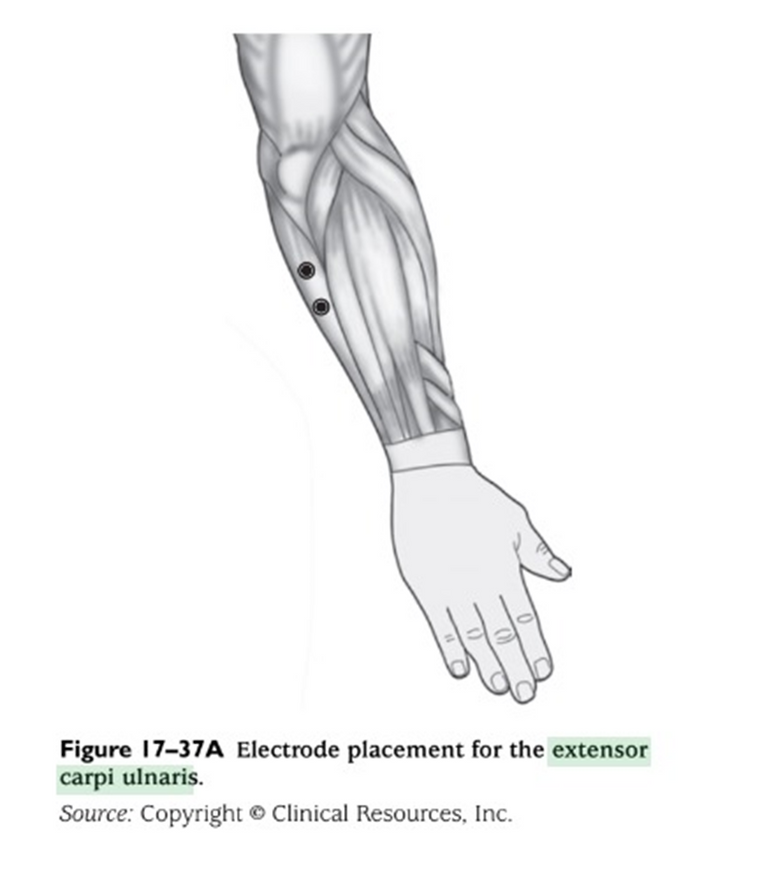 Figure 17–37A Electrode placement for the extensor
carpi ulnaris.
Source: Copyright © Clinical Resources, Inc.